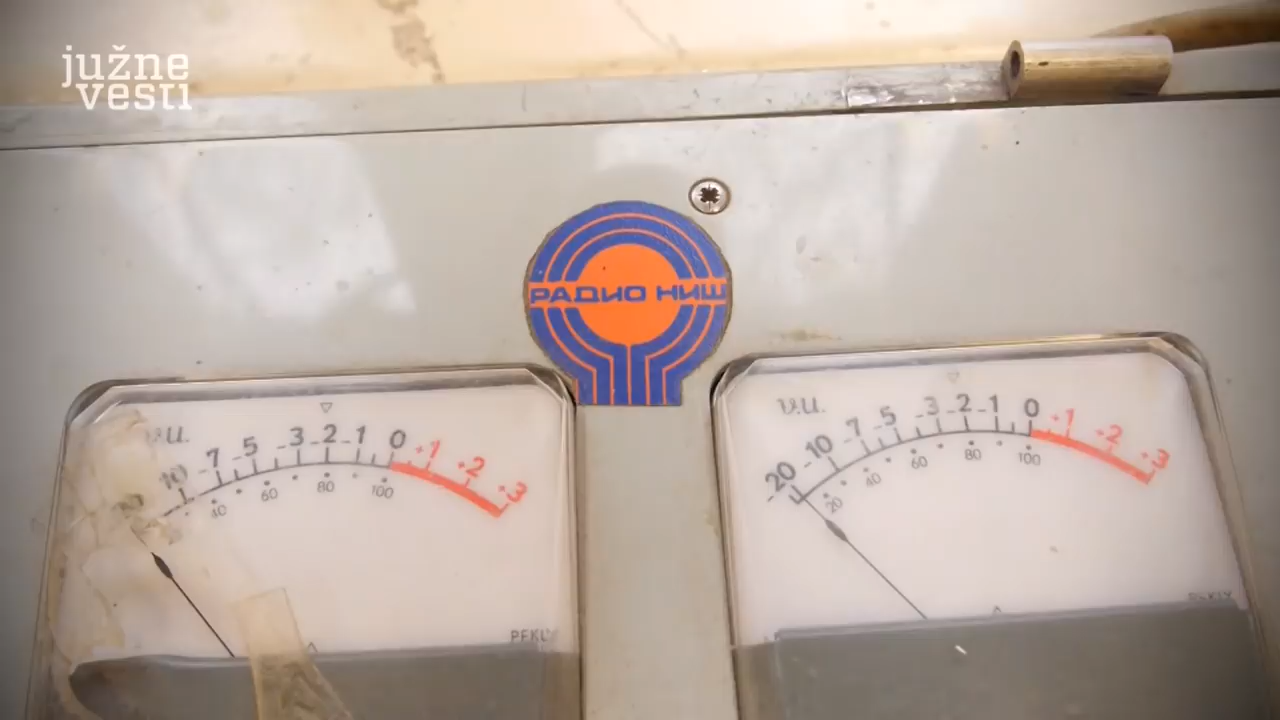 južne
vesti
РАДИО НИШ
V.U.
10 -7 -5 -3 -2 -1 0 +1 +2 +3
40 60 80 100
PEKLY
V.U.
-20 -10 -7 -5 -3 -2 -1 0 +1 +2 +3
20 40 60 80 100